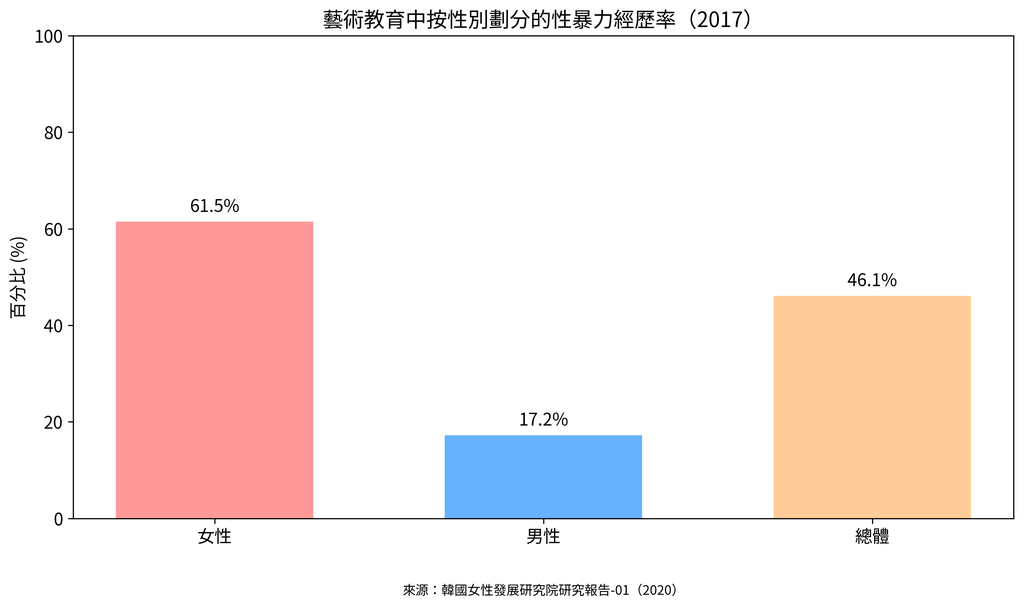 藝術教育中按性別劃分的性暴力經歷率（2017）
百分比 (%)
100
80
60
40
20
0
61.5%
17.2%
46.1%
女性
男性
總體
來源：韓國女性發展研究院研究報告-01（2020）